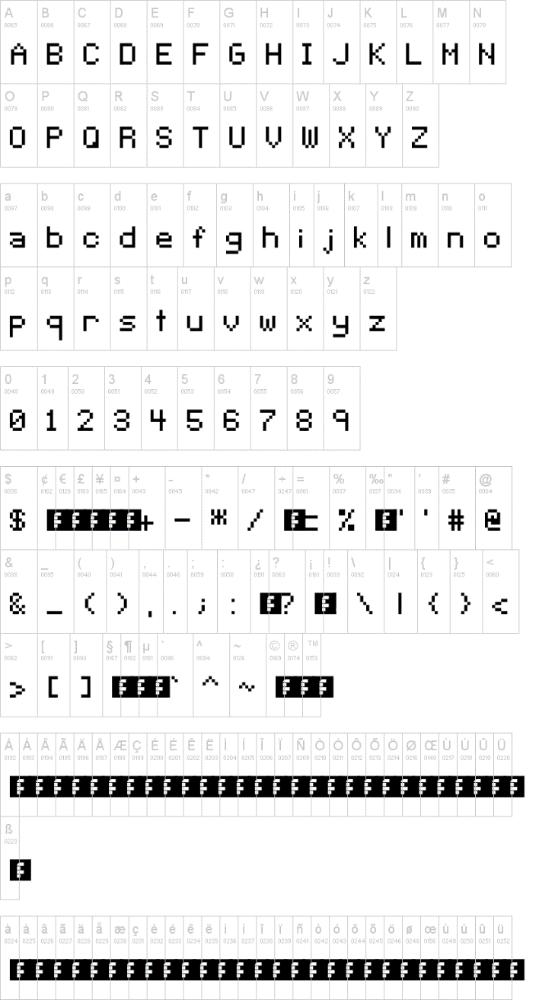 A B C D E F G H I J K L M N
0065 0066 0067 0068 0069 0070 0071 0072 0073 0074 0075 0076 0077 0078
A B C D E F G H I J K L M N
O P Q R S T U V W X Y Z
0079 0080 0081 0082 0083 0084 0085 0086 0087 0088 0089 0090
O P Q R S T U V W X Y Z
a b c d e f g h i j k l m n o
0097 0098 0099 0100 0101 0102 0103 0104 0105 0106 0107 0108 0109 0110 0111
a b c d e f g h i j k l m n o
p q r s t u v w x y z
0112 0113 0114 0115 0116 0117 0118 0119 0120 0121 0122
p q r s t u v w x y z
0 1 2 3 4 5 6 7 8 9
0048 0049 0050 0051 0052 0053 0054 0055 0056 0057
0 1 2 3 4 5 6 7 8 9
$ ¢ € £ ¥ ¤ + - * / ÷ = % ‰ " ' # @
0036 0162 0128 0163 0165 0164 0043 0045 0042 0047 0247 0061 0037 0137 0034 0039 0035 0064
$ + - * / = % ' ' # @
& _ ( ) , . ; : ¿ ? ¡ ! \ | { } <
0038 0095 0040 0041 0044 0046 0059 0058 0191 0063 0161 0033 0092 0124 0123 0125 0060
& _ ( ) , . ; : ? \ | { } <
> [ ] § ¶ µ ` ^ ~ © ® ™
0062 0091 0093 0167 0182 0181 0096 0094 0126 0169 0174 0153
> [ ] ` ^ ~
À Á Â Ã Ä Å Æ Ç È É Ê Ë Ì Í Î Ï Ñ Ò Ó Ô Õ Ö Ø Œ Ù Ú Û Ü
0192 0193 0194 0195 0196 0197 0198 0199 0200 0201 0202 0203 0204 0205 0206 0207 0209 0210 0211 0212 0213 0214 0216 0140 0217 0218 0219 0220
ß
0223
à á â ã ä å æ ç è é ê ë ì í î ï ñ ò ó ô õ ö ø œ ù ú û ü
0224 0225 0226 0227 0228 0229 0230 0231 0232 0233 0234 0235 0236 0237 0238 0239 0241 0242 0243 0244 0245 0246 0248 0156 0249 0250 0251 0252